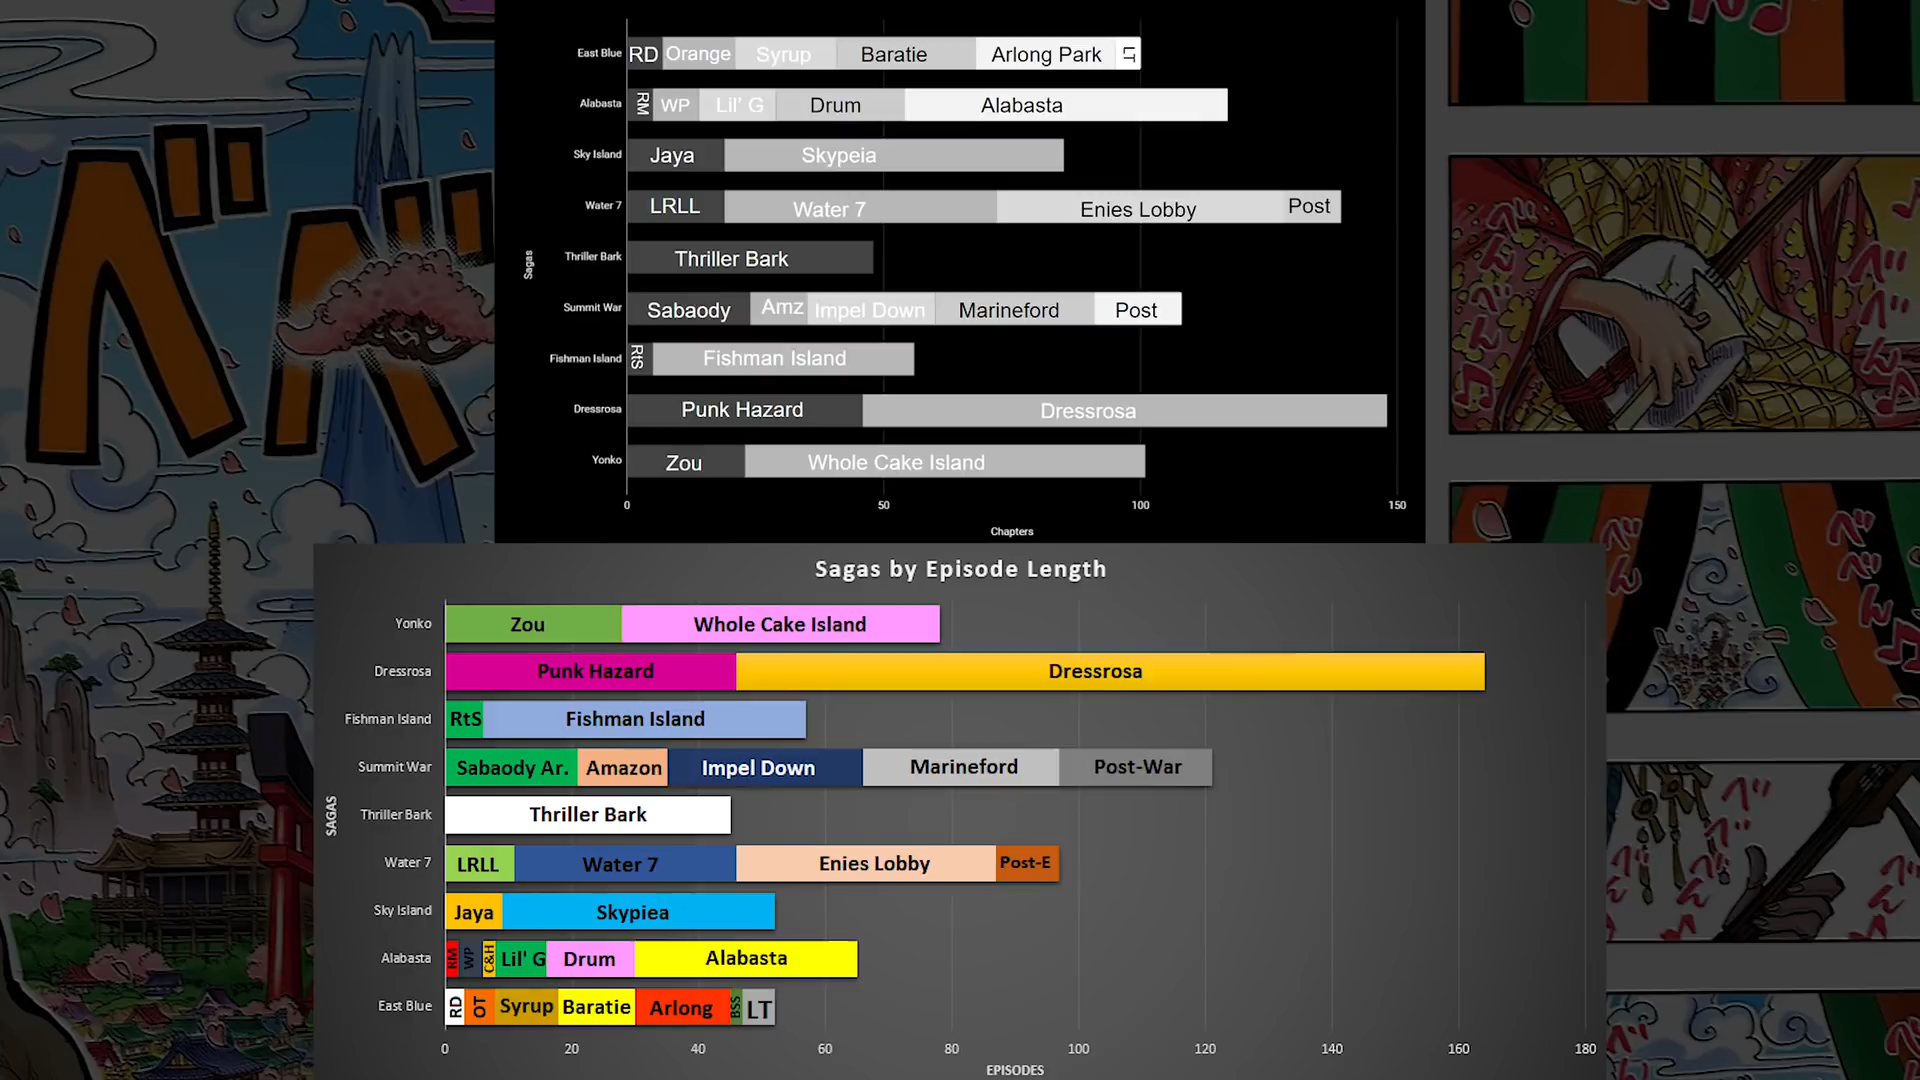 East Blue RD Orange Syrup Baratie Arlong Park LT
Alabasta RM WP Lil' G Drum Alabasta
Sky Island Jaya Skypeia
Water 7 LRLL Water 7 Enies Lobby Post
Thriller Bark Thriller Bark
Sagas
Summit War Sabaody Amz Impel Down Marineford Post
Fishman Island RtS Fishman Island
Dressrosa Punk Hazard Dressrosa
Yonko Zou Whole Cake Island
0 50 100 150
Chapters
Sagas by Episode Length
Yonko Zou Whole Cake Island
Dressrosa Punk Hazard Dressrosa
Fishman Island RtS Fishman Island
Summit War Sabaody Ar. Amazon Impel Down Marineford Post-War
SAGAS
Thriller Bark Thriller Bark
Water 7 LRLL Water 7 Enies Lobby Post-E
Sky Island Jaya Skypiea
Alabasta RM WP C&H Lil' G Drum Alabasta
East Blue RD OT Syrup Baratie Arlong BSS LT
0 20 40 60 80 100 120 140 160 180
EPISODES